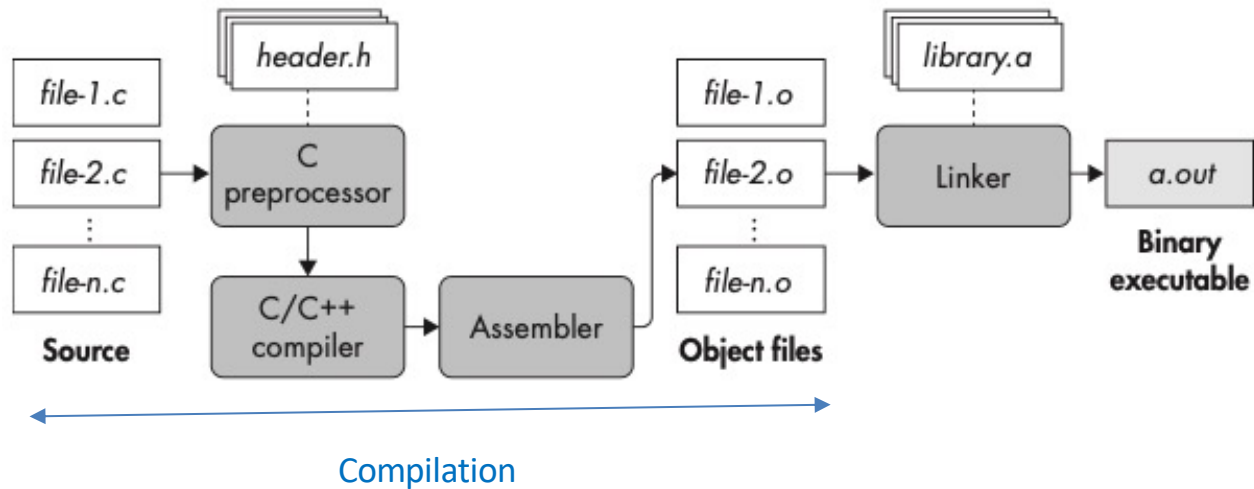 header.h
library.a
file-1.c
file-1.o
file-2.c
C
preprocessor
file-2.o
Linker
a.out
⋮
⋮
Binary
executable
file-n.c
C/C++
compiler
Assembler
file-n.o
Source
Object files
Compilation